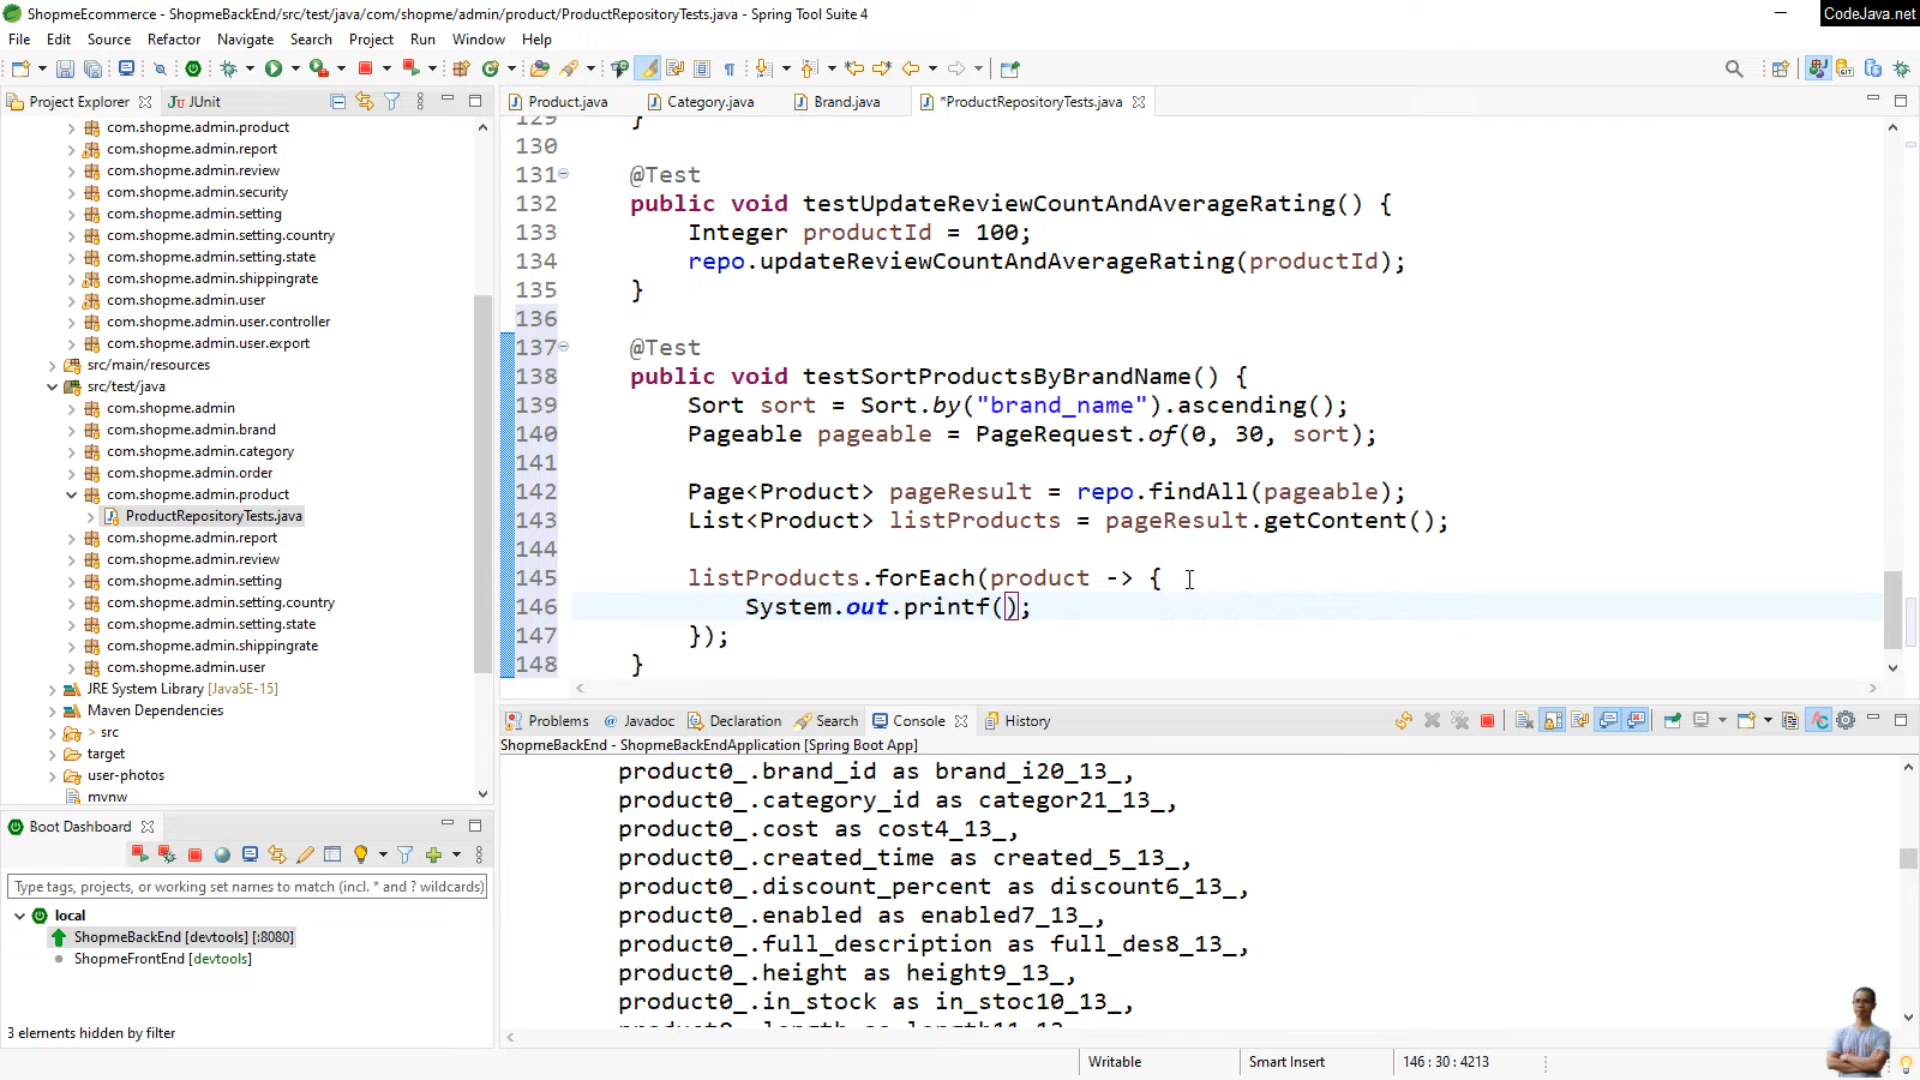 ShopmeEcommerce - ShopmeBackEnd/src/test/java/com/shopme/admin/product/ProductRepositoryTests.java - Spring Tool Suite 4
CodeJava.net
File Edit Source Refactor Navigate Search Project Run Window Help
Project Explorer
JUnit
com.shopme.admin.product
com.shopme.admin.report
com.shopme.admin.review
com.shopme.admin.security
com.shopme.admin.setting
com.shopme.admin.setting.country
com.shopme.admin.setting.state
com.shopme.admin.shippingrate
com.shopme.admin.user
com.shopme.admin.user.controller
com.shopme.admin.user.export
src/main/resources
src/test/java
com.shopme.admin
com.shopme.admin.brand
com.shopme.admin.category
com.shopme.admin.order
com.shopme.admin.product
ProductRepositoryTests.java
com.shopme.admin.report
com.shopme.admin.review
com.shopme.admin.setting
com.shopme.admin.setting.country
com.shopme.admin.setting.state
com.shopme.admin.shippingrate
com.shopme.admin.user
JRE System Library [JavaSE-15]
Maven Dependencies
> src
target
user-photos
mvnw
Boot Dashboard
Type tags, projects, or working set names to match (incl. * and ? wildcards)
local
ShopmeBackEnd [devtools] [:8080]
ShopmeFrontEnd [devtools]
3 elements hidden by filter
Product.java Category.java Brand.java *ProductRepositoryTests.java
129 }
130
131 @Test
132 public void testUpdateReviewCountAndAverageRating() {
133 Integer productId = 100;
134 repo.updateReviewCountAndAverageRating(productId);
135 }
136
137 @Test
138 public void testSortProductsByBrandName() {
139 Sort sort = Sort.by("brand_name").ascending();
140 Pageable pageable = PageRequest.of(0, 30, sort);
141
142 Page<Product> pageResult = repo.findAll(pageable);
143 List<Product> listProducts = pageResult.getContent();
144
145 listProducts.forEach(product -> {
146 System.out.printf();
147 });
148 }
Problems Javadoc Declaration Search Console History
ShopmeBackEnd - ShopmeBackEndApplication [Spring Boot App]
product0_.brand_id as brand_i20_13_,
product0_.category_id as categor21_13_,
product0_.cost as cost4_13_,
product0_.created_time as created_5_13_,
product0_.discount_percent as discount6_13_,
product0_.enabled as enabled7_13_,
product0_.full_description as full_des8_13_,
product0_.height as height9_13_,
product0_.in_stock as in_stoc10_13_,
Writable
Smart Insert
146 : 30 : 4213